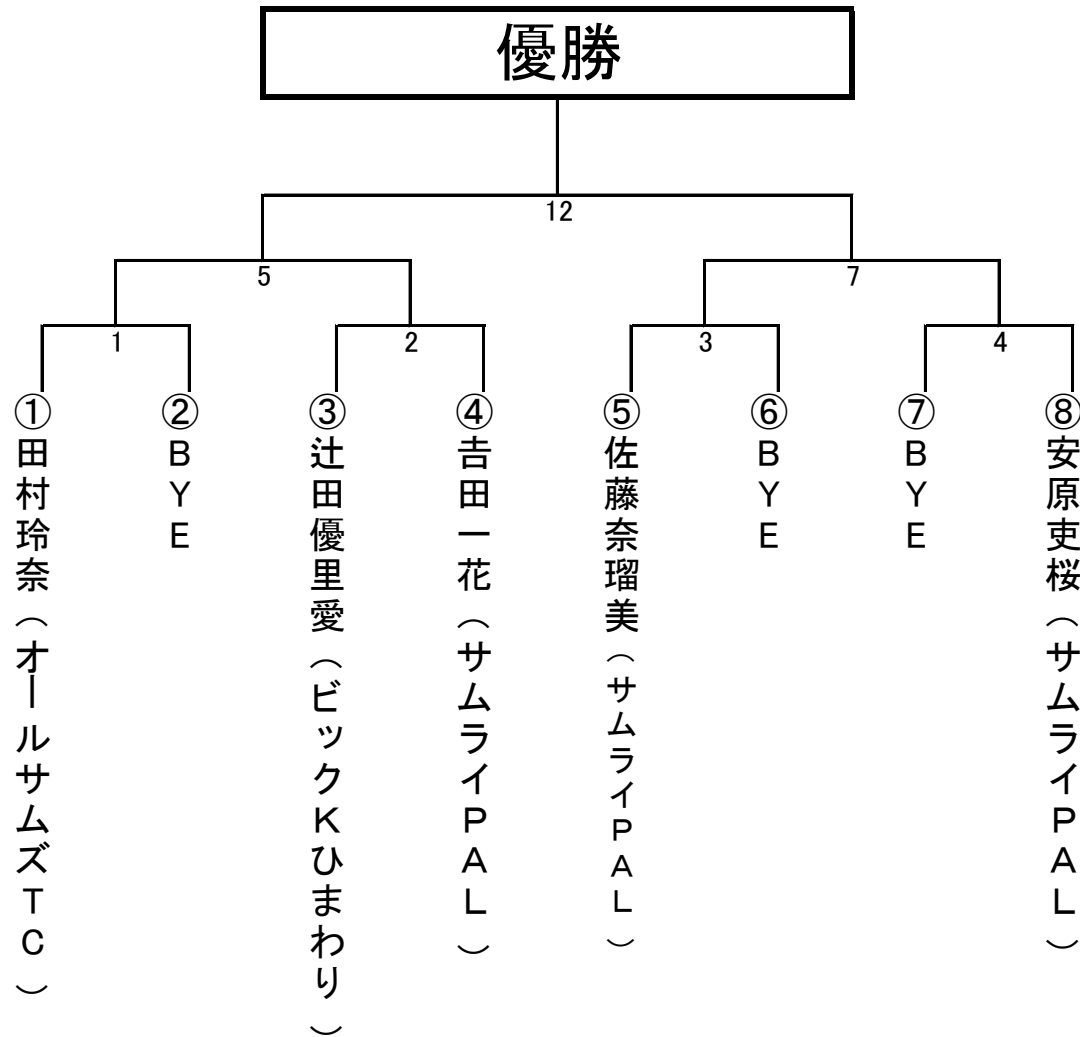 優勝
12
5
7
1
2
3
4
①田村玲奈（オールサムズTC）
②BYE
③辻田優里愛（ビックKひまわり）
④吉田一花（サムライPAL）
⑤佐藤奈瑠美（サムライPAL）
⑥BYE
⑦BYE
⑧安原吏桜（サムライPAL）